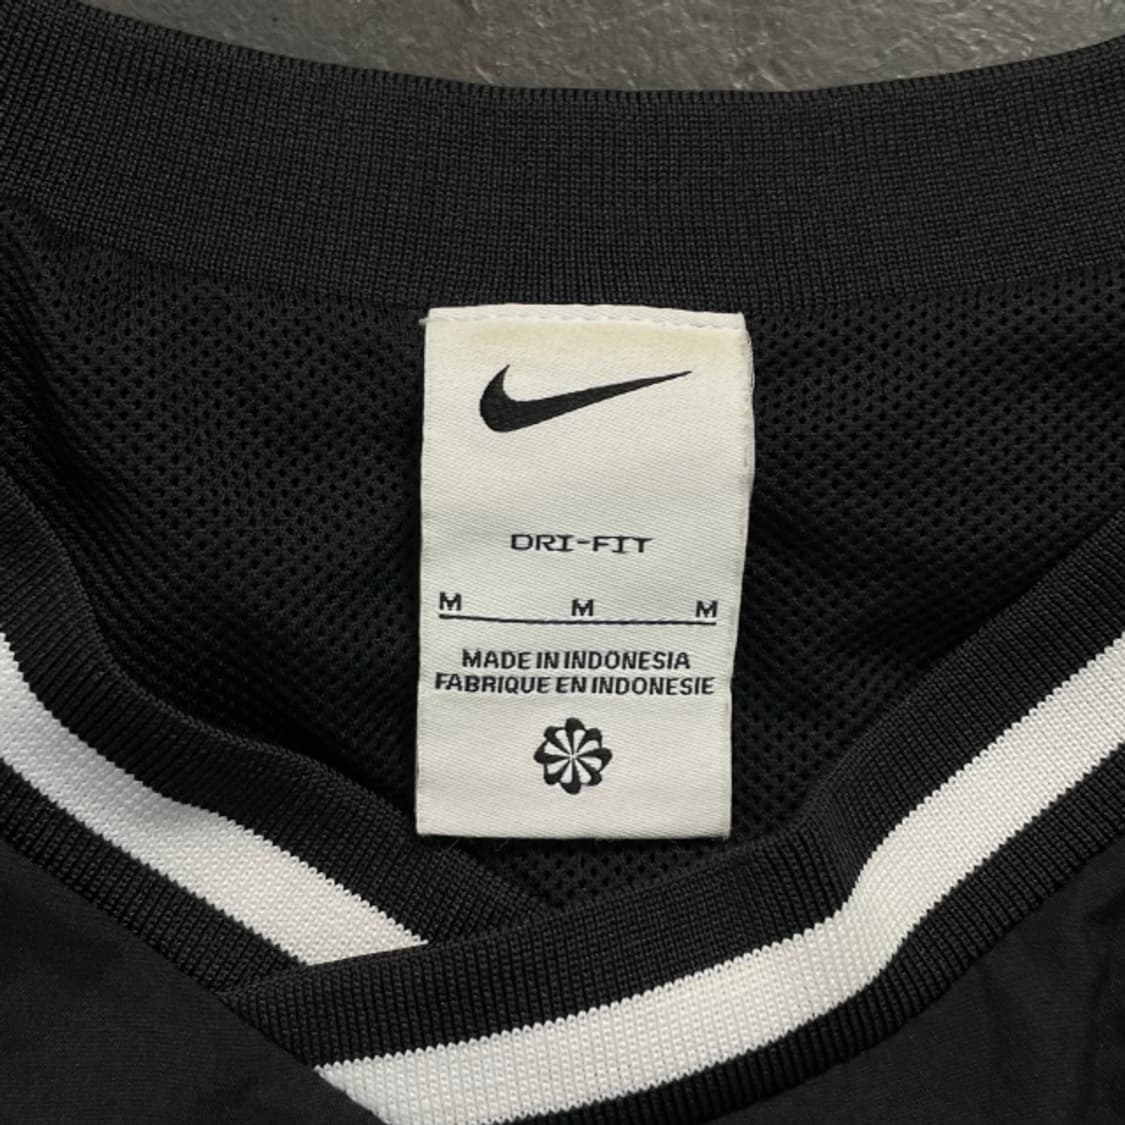 DRI-FIT
M M M
MADE IN INDONESIA
FABRIQUE EN INDONESIE